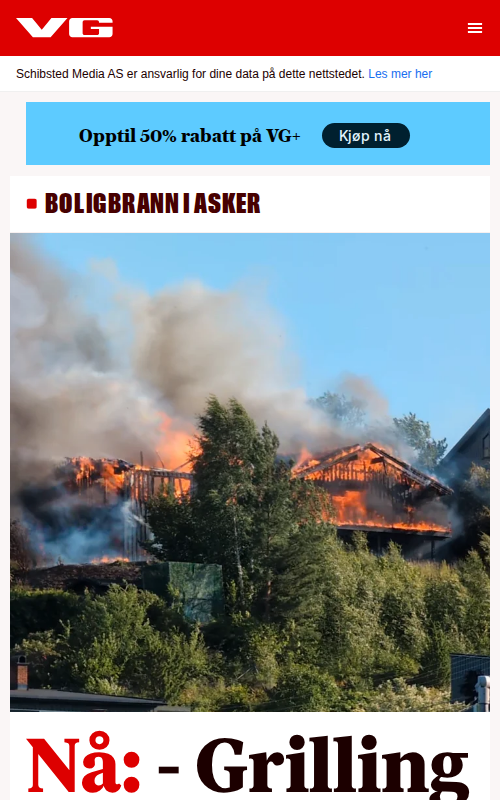 VG
Schibsted Media AS er ansvarlig for dine data på dette nettstedet. Les mer her
Opptil 50% rabatt på VG+
Kjøp nå
BOLIGBRANN I ASKER
Nå: - Grilling